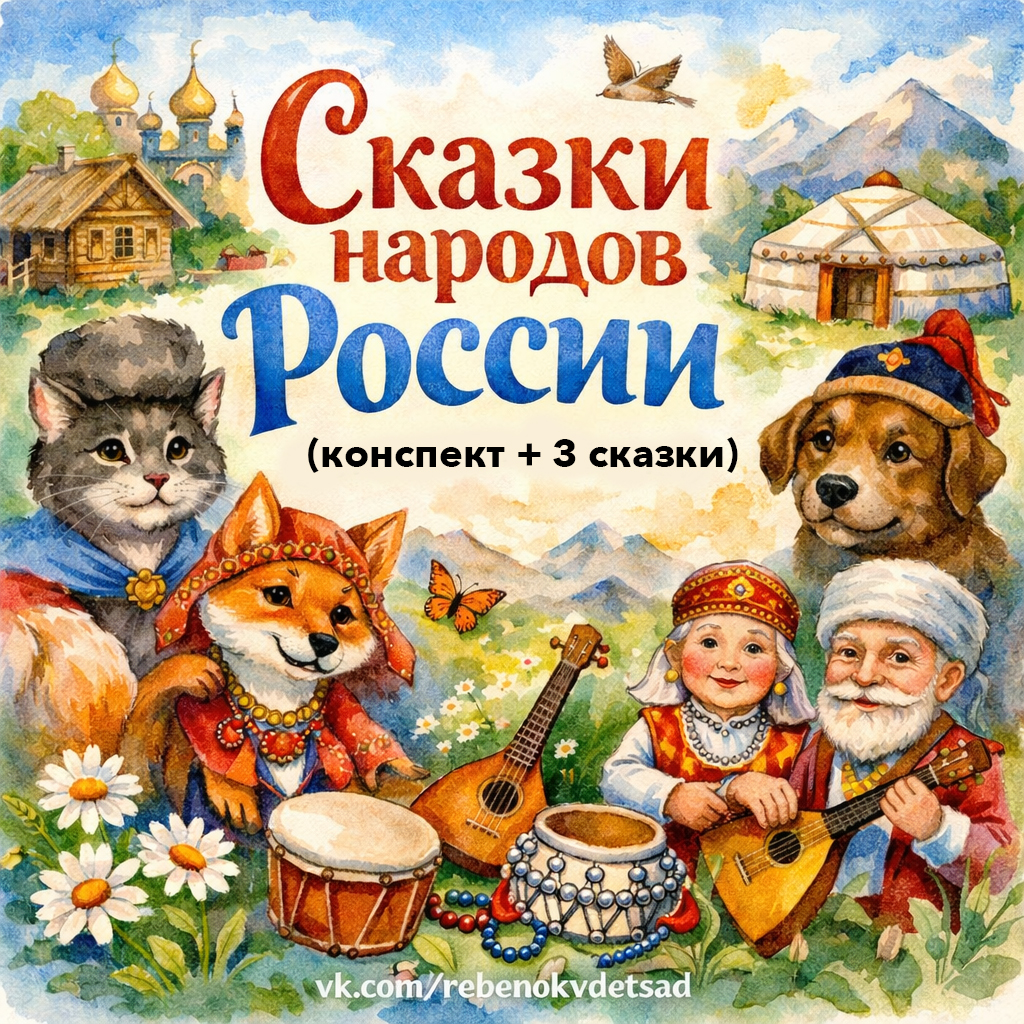 Сказки
народов
России
(конспект + 3 сказки)
vk.com/rebenokvdetsad